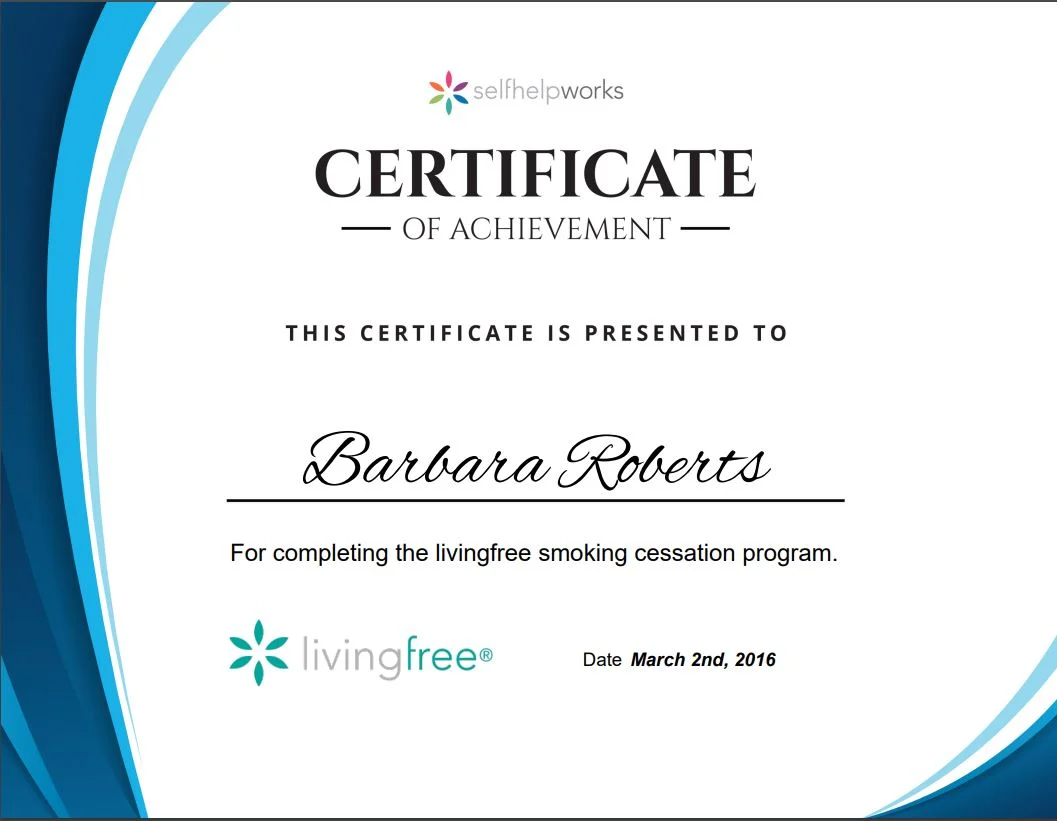 selfhelpworks
CERTIFICATE
OF ACHIEVEMENT
THIS CERTIFICATE IS PRESENTED TO
Barbara Roberts
For completing the livingfree smoking cessation program.
livingfree®
Date March 2nd, 2016